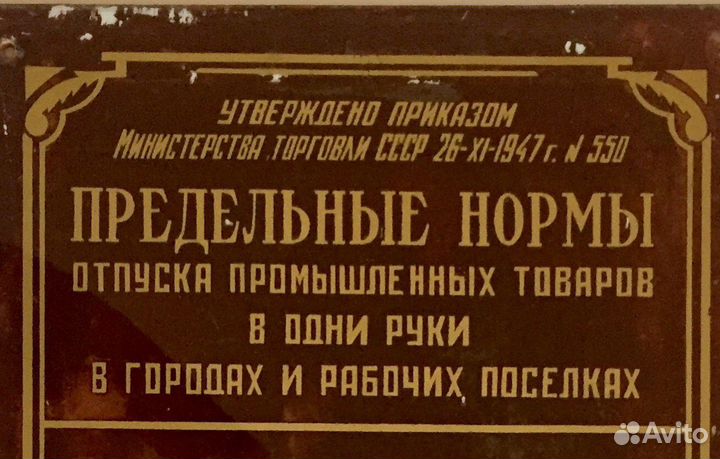 УТВЕРЖДЕНО ПРИКАЗОМ
МИНИСТЕРСТВА ТОРГОВЛИ СССР 26-XI-1947 г. N 550
ПРЕДЕЛЬНЫЕ НОРМЫ
ОТПУСКА ПРОМЫШЛЕННЫХ ТОВАРОВ
В ОДНИ РУКИ
В ГОРОДАХ И РАБОЧИХ ПОСЕЛКАХ
Avito